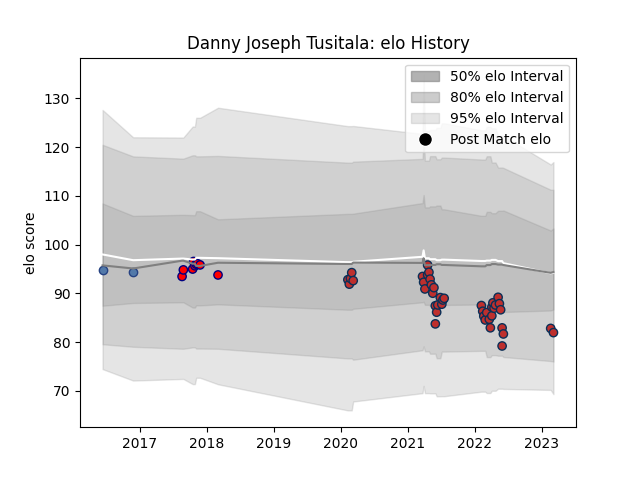 Danny Joseph Tusitala: elo History
50% elo Interval
80% elo Interval
95% elo Interval
Post Match elo
elo score
130
120
110
100
90
80
70
2017 2018 2019 2020 2021 2022 2023